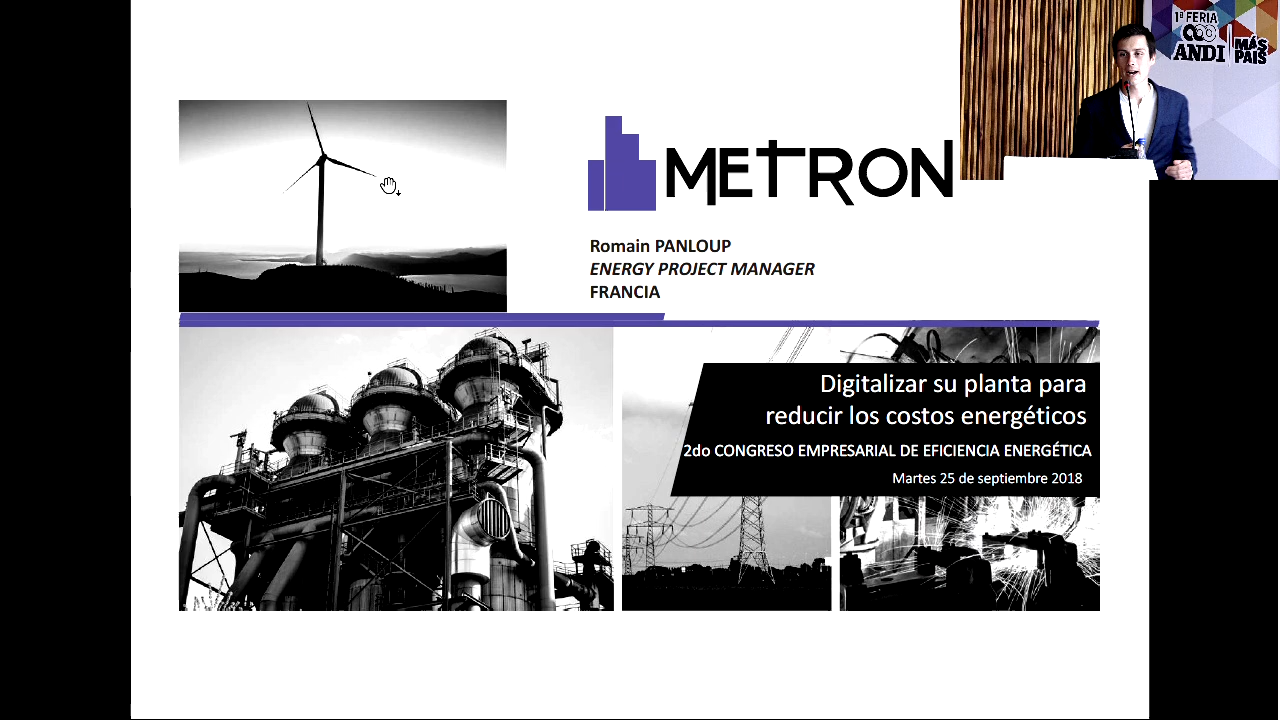 METRON
Romain PANLOUP
ENERGY PROJECT MANAGER
FRANCIA
Digitalizar su planta para
reducir los costos energéticos
2do CONGRESO EMPRESARIAL DE EFICIENCIA ENERGÉTICA
Martes 25 de septiembre 2018
1ª FERIA
ANDI
MÁS
PAÍS